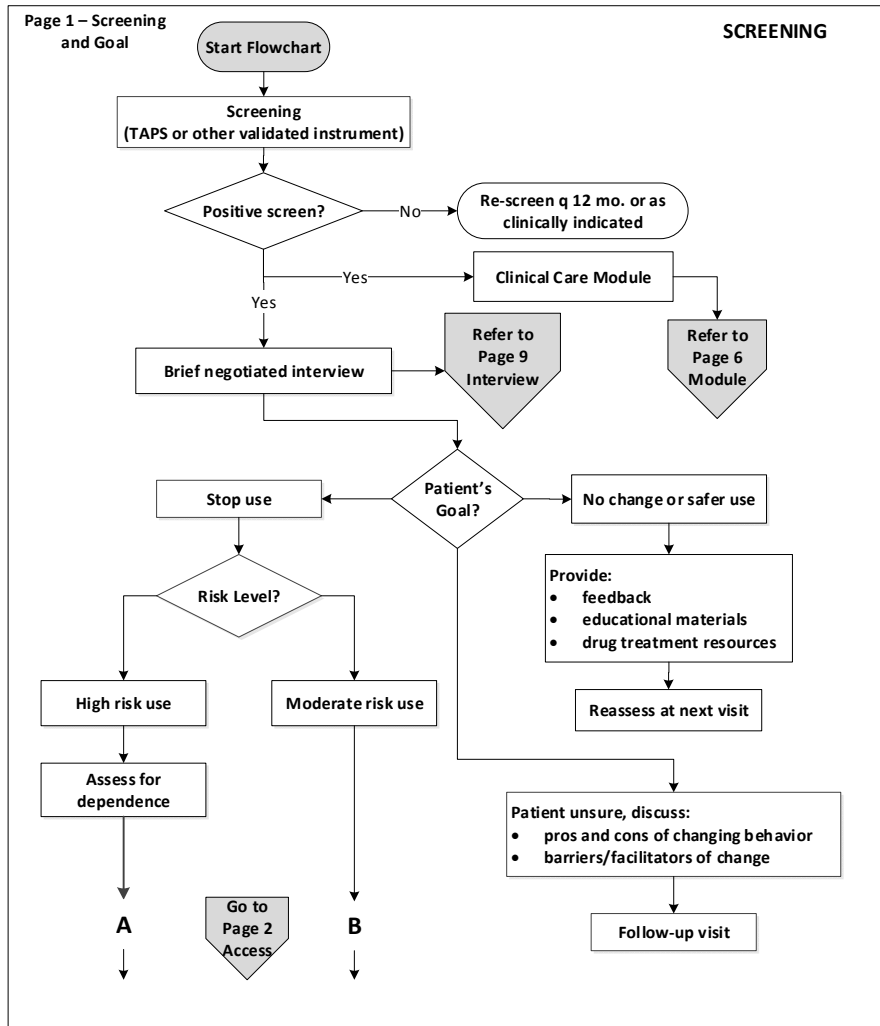 Page 1 – Screening
and Goal
SCREENING
Start Flowchart
Screening
(TAPS or other validated instrument)
Positive screen?
No
Re-screen q 12 mo. or as
clinically indicated
Yes
Clinical Care Module
Yes
Refer to
Page 9
Interview
Refer to
Page 6
Module
Brief negotiated interview
Patient's
Goal?
Stop use
No change or safer use
Risk Level?
Provide:
• feedback
• educational materials
• drug treatment resources
High risk use
Moderate risk use
Reassess at next visit
Assess for
dependence
Patient unsure, discuss:
• pros and cons of changing behavior
• barriers/facilitators of change
A
Go to
Page 2
Access
B
Follow-up visit